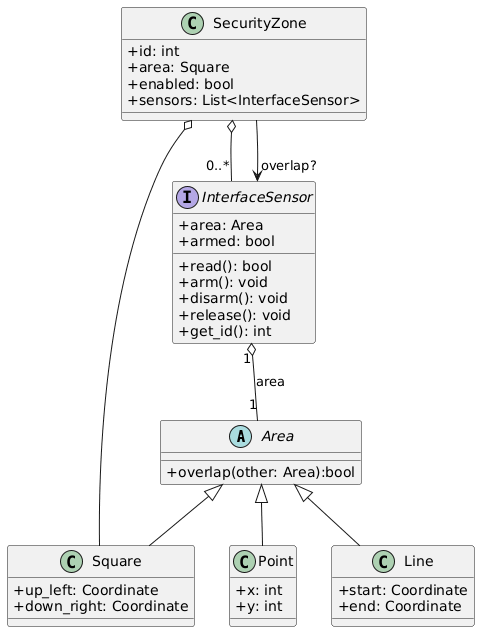 C SecurityZone
+id: int
+area: Square
+enabled: bool
+sensors: List<InterfaceSensor>
0..*
overlap?
I InterfaceSensor
+area: Area
+armed: bool
+read(): bool
+arm(): void
+disarm(): void
+release(): void
+get_id(): int
1
area
1
A Area
+overlap(other: Area):bool
C Square
+up_left: Coordinate
+down_right: Coordinate
C Point
+x: int
+y: int
C Line
+start: Coordinate
+end: Coordinate